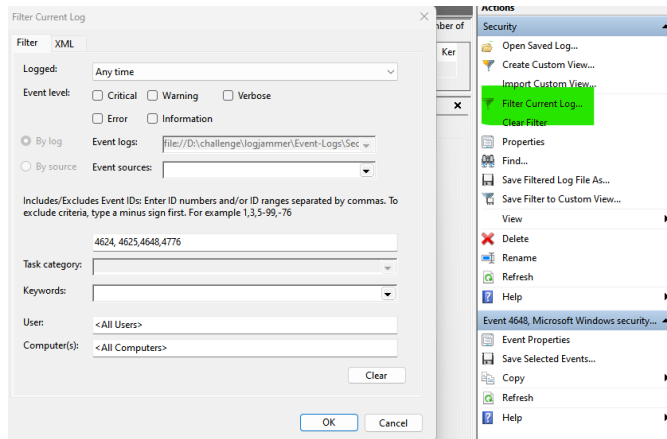 Filter Current Log
Filter XML
Logged: Any time
Event level: Critical Warning Verbose
Error Information
By log Event logs: file://D:\challenge\logjammer\Event-Logs\Sec
By source Event sources:
Includes/Excludes Event IDs: Enter ID numbers and/or ID ranges separated by commas. To
exclude criteria, type a minus sign first. For example 1,3,5-99,-76
4624, 4625,4648,4776
Task category:
Keywords:
User: <All Users>
Computer(s): <All Computers>
Clear
OK Cancel
nber of
Ker
Actions
Security
Open Saved Log...
Create Custom View...
Import Custom View...
Filter Current Log...
Clear Filter
Properties
Find...
Save Filtered Log File As...
Save Filter to Custom View...
View
Delete
Rename
Refresh
Help
Event 4648, Microsoft Windows security...
Event Properties
Save Selected Events...
Copy
Refresh
Help